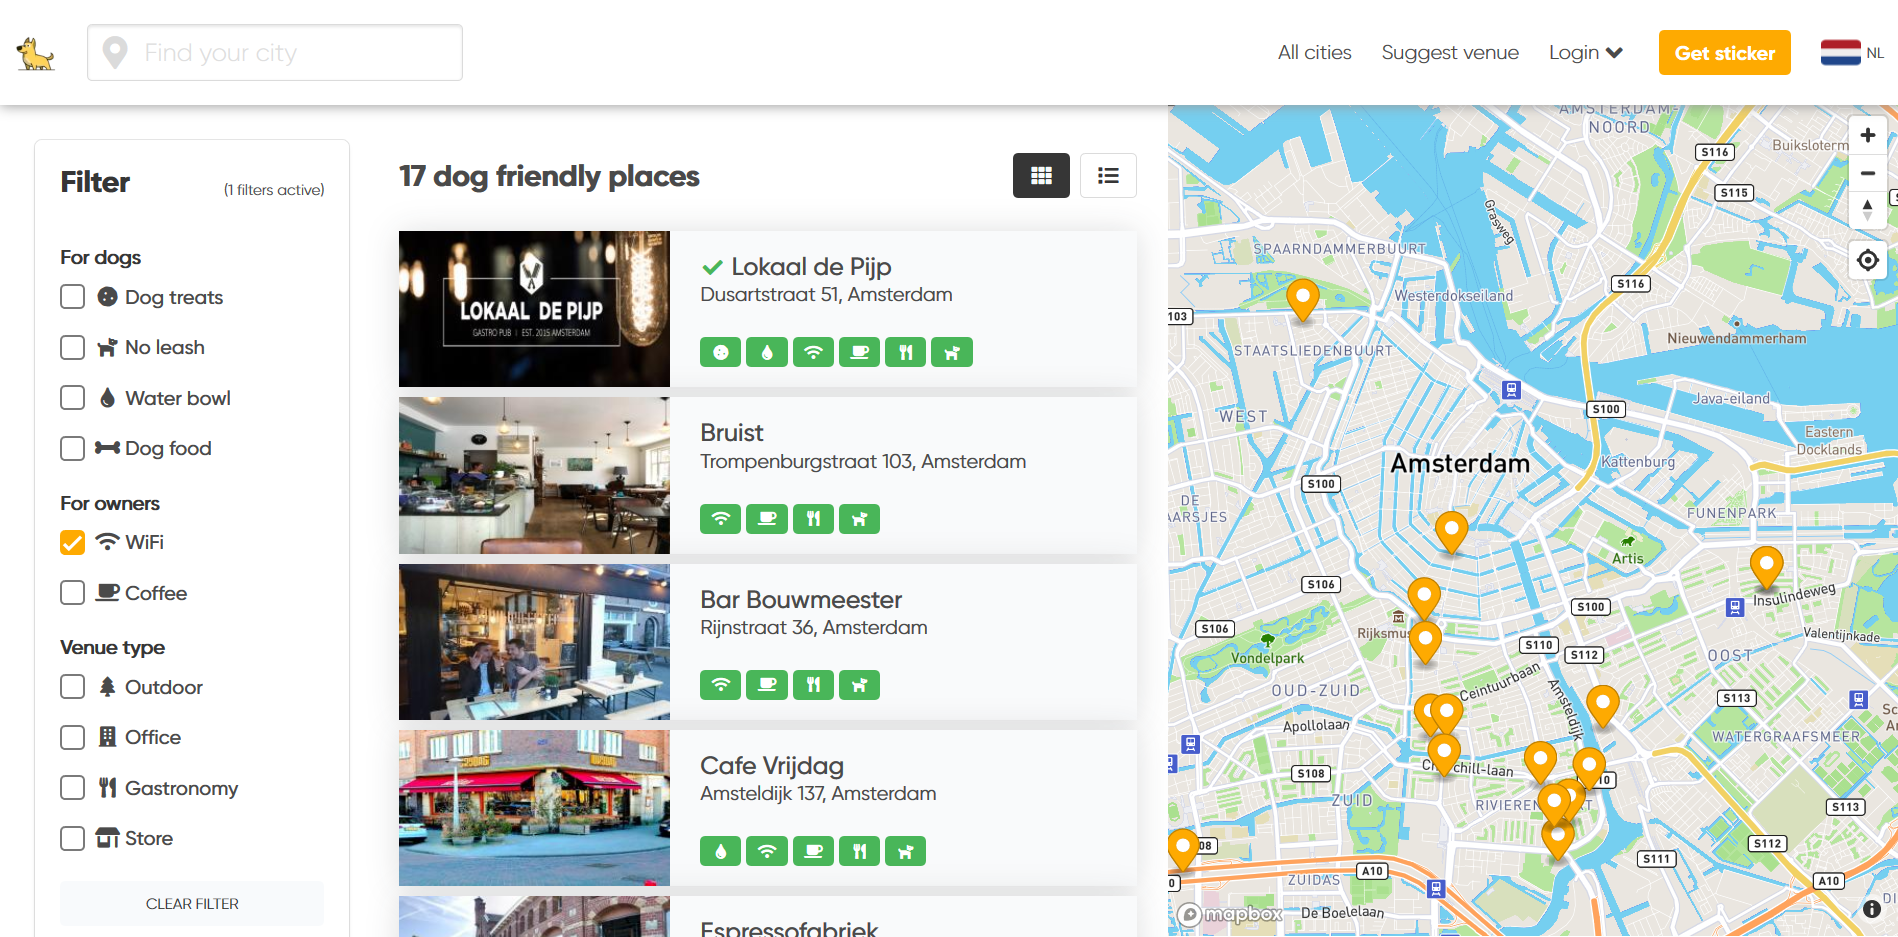 Find your city
All cities
Suggest venue
Login
Get sticker
NL
Filter
(1 filters active)
For dogs
Dog treats
No leash
Water bowl
Dog food
For owners
WiFi
Coffee
Venue type
Outdoor
Office
Gastronomy
Store
CLEAR FILTER
17 dog friendly places
LOKAAL DE PIJP
GASTRO PUB | EST. 2015 AMSTERDAM
Lokaal de Pijp
Dusartstraat 51, Amsterdam
Bruist
Trompenburgstraat 103, Amsterdam
Bar Bouwmeester
Rijnstraat 36, Amsterdam
Cafe Vrijdag
Amsteldijk 137, Amsterdam
Espressofabriek
AMSTERDAM-
NOORD
S116
Buiksloterm
S115
Grasweg
SPAARNDAMMERBUURT
S116
Westerdokseiland
103
Nieuwendammerham
STAATSLIEDENBUURT
Java-eiland
S100
WEST
Eastern
Docklands
Amsterdam
Kattenburg
S100
DE
AARSJES
FUNENPARK
Artis
S106
Insulindeweg
S100
S106
Rijksmus
Valentijnkade
Vondelpark
S110
S112
OOST
OUD-ZUID
Ceintuurbaan
Amsteldijk
S113
Apollolaan
WATERGRAAFSMEER
S108
Ch
chill-laan
10
ZUID
RIVIEREN
T
S113
08
S112
S111
A10
A10
0
ZUIDAS
De Boelelaan
mapbox
DI